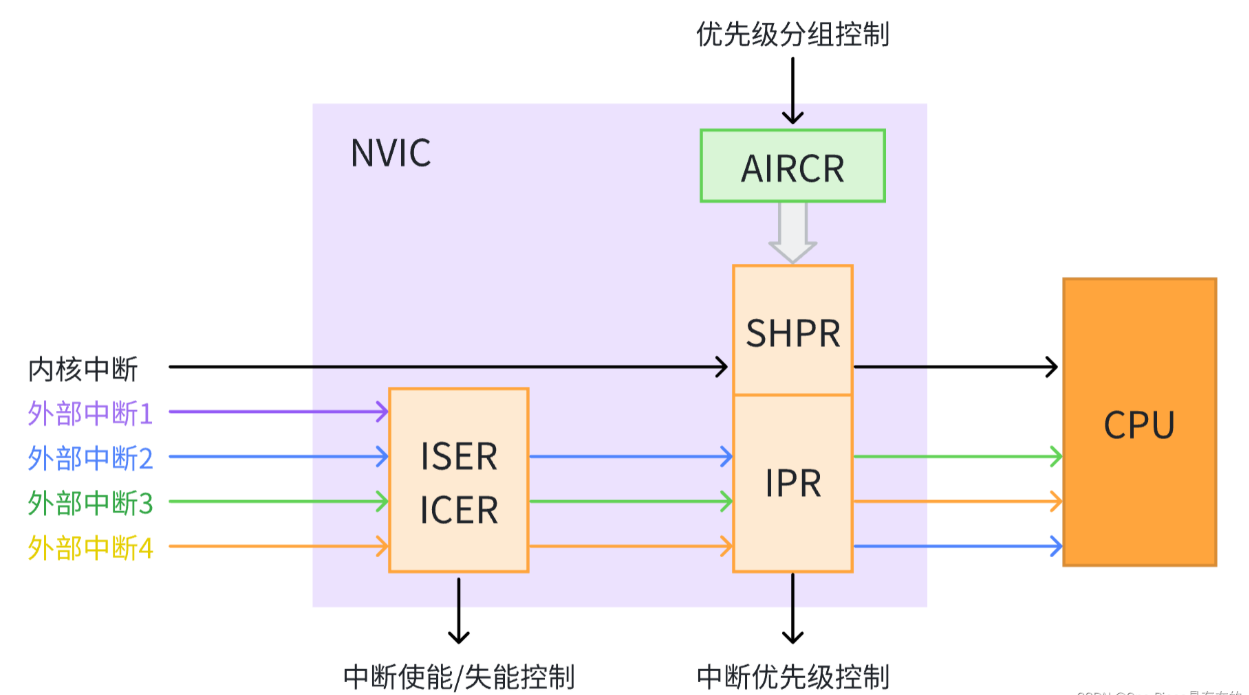 优先级分组控制
NVIC
AIRCR
SHPR
内核中断
外部中断1
外部中断2
外部中断3
外部中断4
ISER
ICER
IPR
CPU
中断使能/失能控制
中断优先级控制